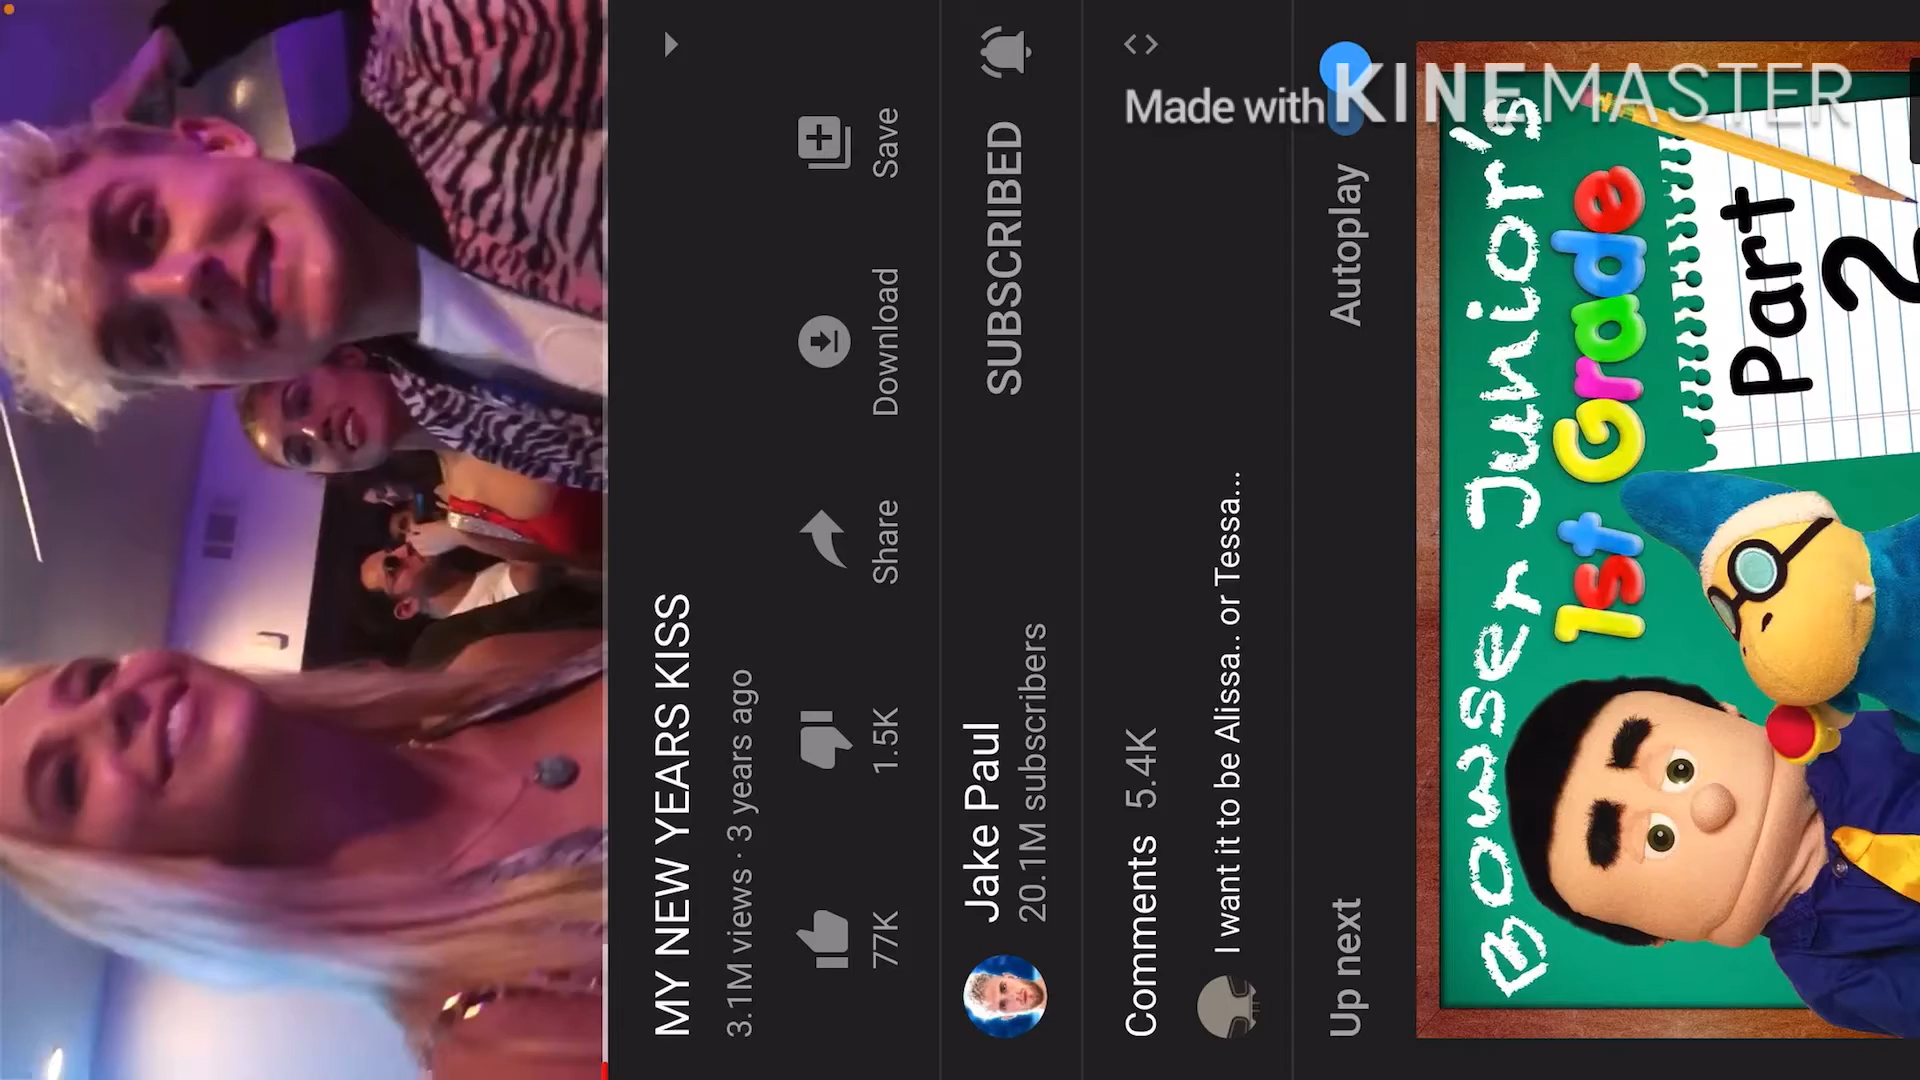 Made with KINEMASTER
MY NEW YEARS KISS
3.1M views · 3 years ago
77K
1.5K
Share
Download
Save
Jake Paul
20.1M subscribers
SUBSCRIBED
Comments 5.4K
I want it to be Alissa.. or Tessa...
Up next
Autoplay
Bowser Junior's
1st Grade
Part
2